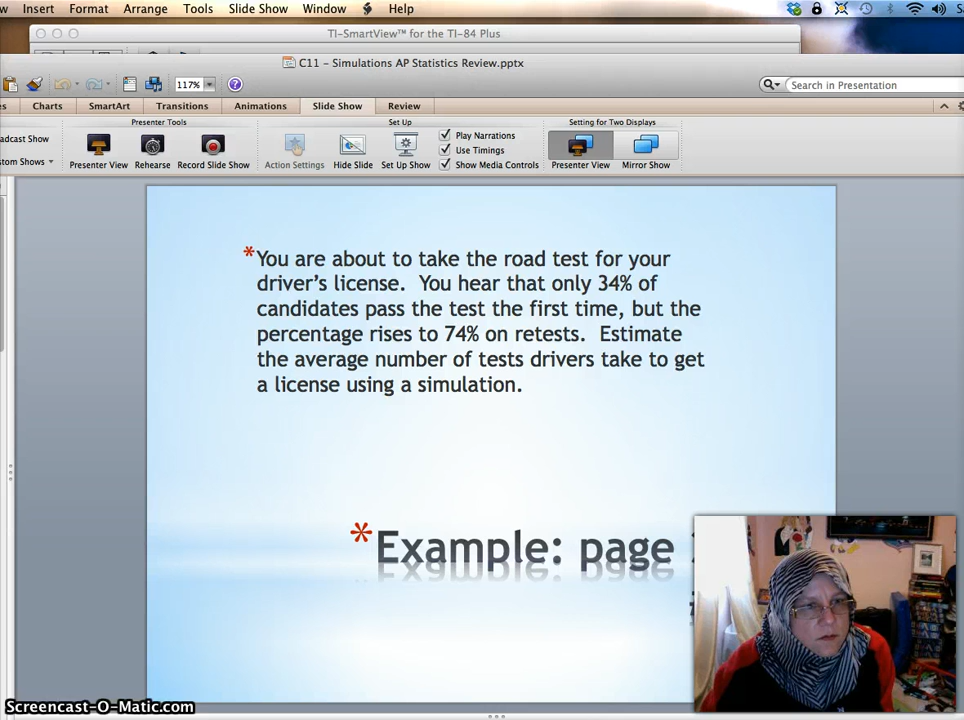 Insert Format Arrange Tools Slide Show Window Help
TI-SmartView™ for the TI-84 Plus
C11 - Simulations AP Statistics Review.pptx
117% Search in Presentation
Charts SmartArt Transitions Animations Slide Show Review
Presenter Tools Set Up Setting for Two Displays
Play Narrations
Use Timings
Show Media Controls
Presenter View Rehearse Record Slide Show Action Settings Hide Slide Set Up Show Presenter View Mirror Show
*You are about to take the road test for your
driver's license. You hear that only 34% of
candidates pass the test the first time, but the
percentage rises to 74% on retests. Estimate
the average number of tests drivers take to get
a license using a simulation.
*Example: page
Screencast-O-Matic.com